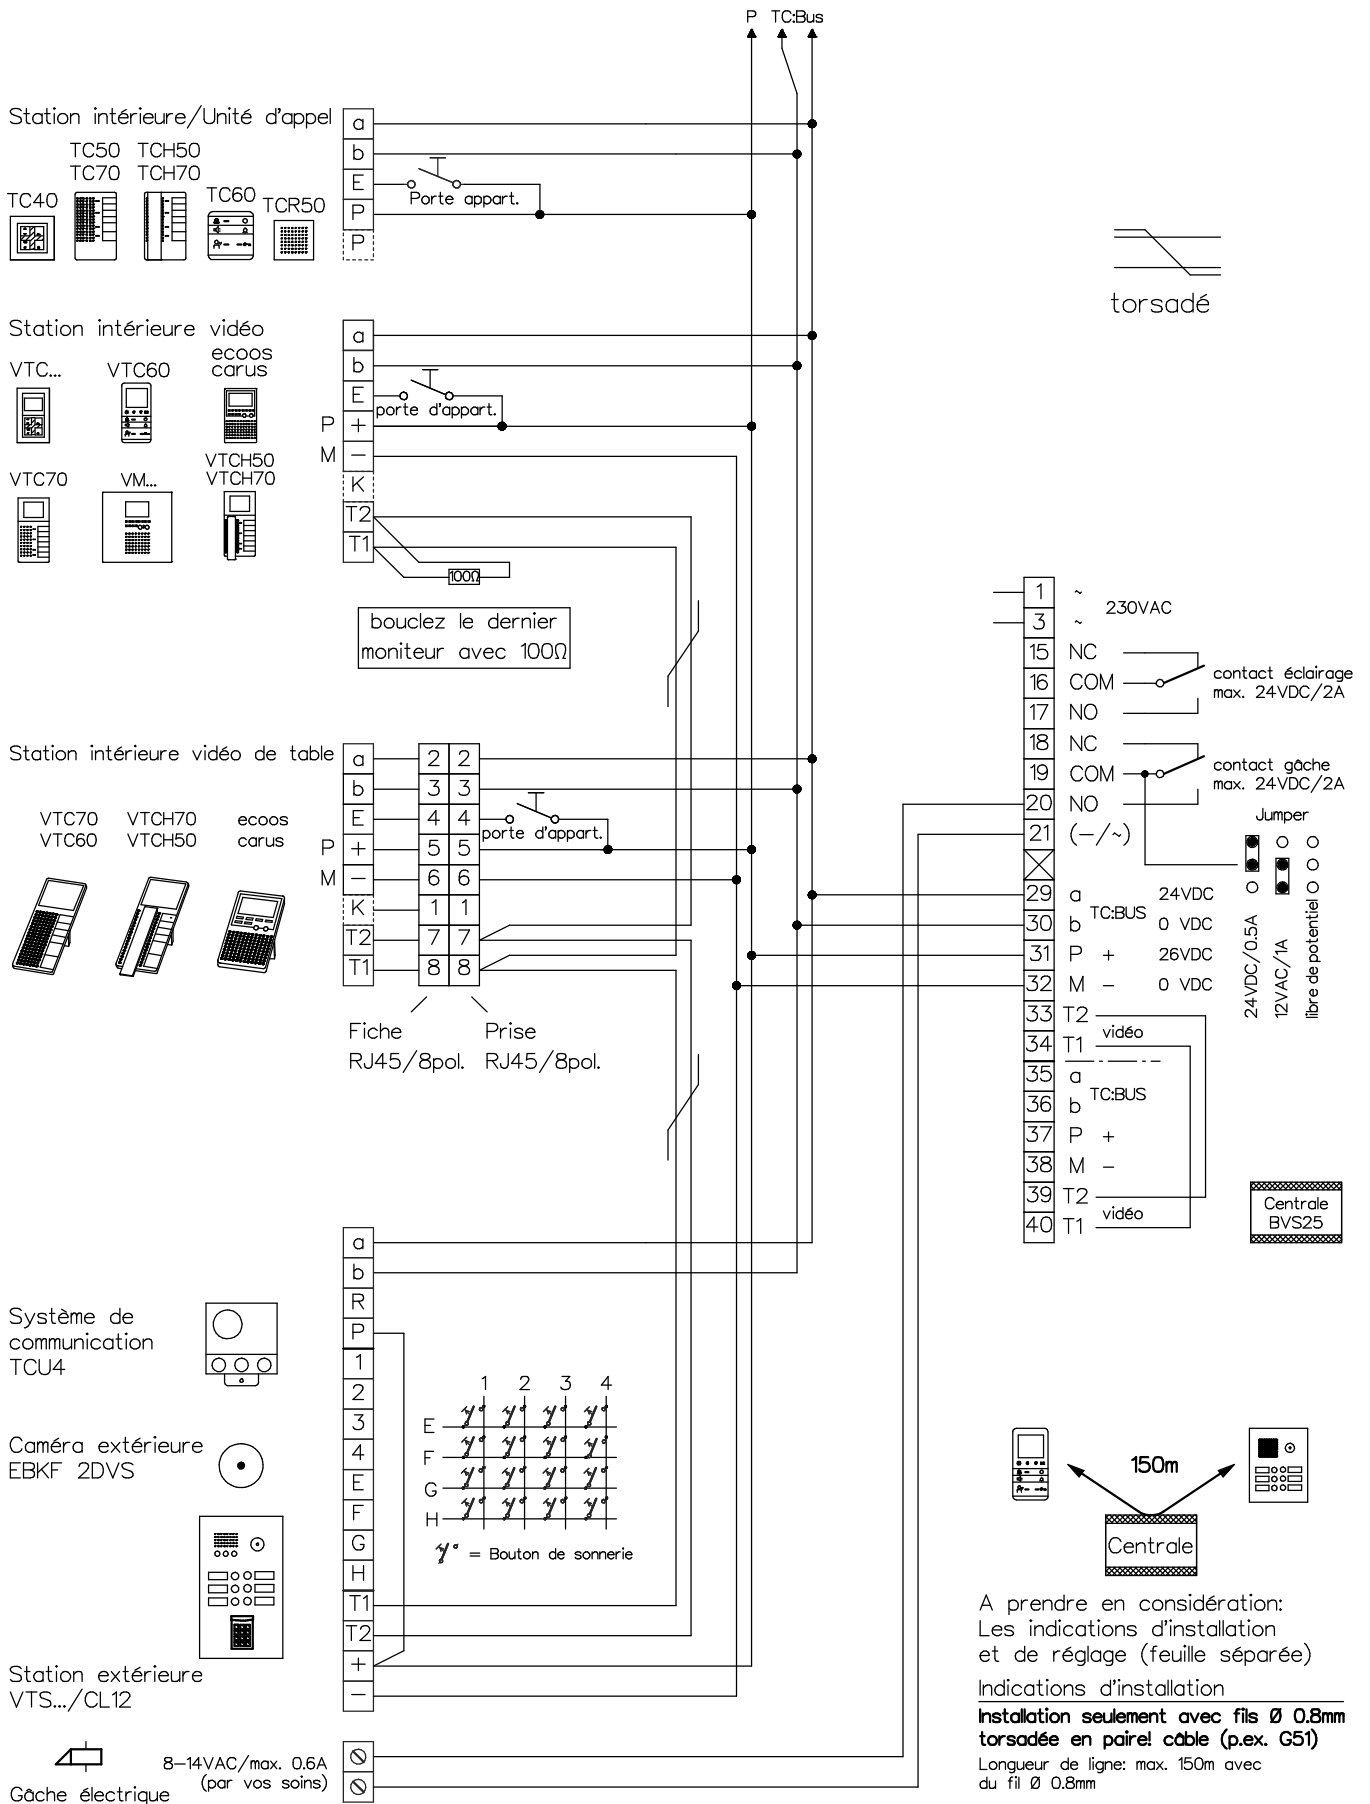 P TC:Bus
Station intérieure/Unité d'appel
TC50 TCH50
TC70 TCH70
TC40
TC60
TCR50
a
b
E
P
P
Porte appart.
torsadé
Station intérieure vidéo
ecoos
carus
VTC... VTC60
VTCH50
VTCH70
VTC70 VM...
a
b
E
P +
M −
K
T2
T1
porte d'appart.
100Ω
bouclez le dernier
moniteur avec 100Ω
Station intérieure vidéo de table
VTC70 VTCH70 ecoos
VTC60 VTCH50 carus
a 2 2
b 3 3
E 4 4
P + 5 5
M − 6 6
K 1 1
T2 7 7
T1 8 8
porte d'appart.
Fiche Prise
RJ45/8pol. RJ45/8pol.
1 ~
230VAC
3 ~
15 NC
16 COM
17 NO
contact éclairage
max. 24VDC/2A
18 NC
19 COM
20 NO
contact gâche
max. 24VDC/2A
21 (−/~)
Jumper
24VDC/0.5A
12VAC/1A
libre de potentiel
29 a 24VDC
TC:BUS
30 b 0 VDC
31 P + 26VDC
32 M − 0 VDC
33 T2
vidéo
34 T1
35 a
TC:BUS
36 b
37 P +
38 M −
39 T2
vidéo
40 T1
Centrale
BVS25
Système de
communication
TCU4
Caméra extérieure
EBKF 2DVS
Station extérieure
VTS.../CL12
a
b
R
P
1
2
3
4
E
F
G
H
T1
T2
+
−
1 2 3 4
E
F
G
H
= Bouton de sonnerie
8−14VAC/max. 0.6A
(par vos soins)
Gâche électrique
150m
Centrale
A prendre en considération:
Les indications d'installation
et de réglage (feuille séparée)
Indications d'installation
Installation seulement avec fils Ø 0.8mm
torsadée en paire! câble (p.ex. G51)
Longueur de ligne: max. 150m avec
du fil Ø 0.8mm